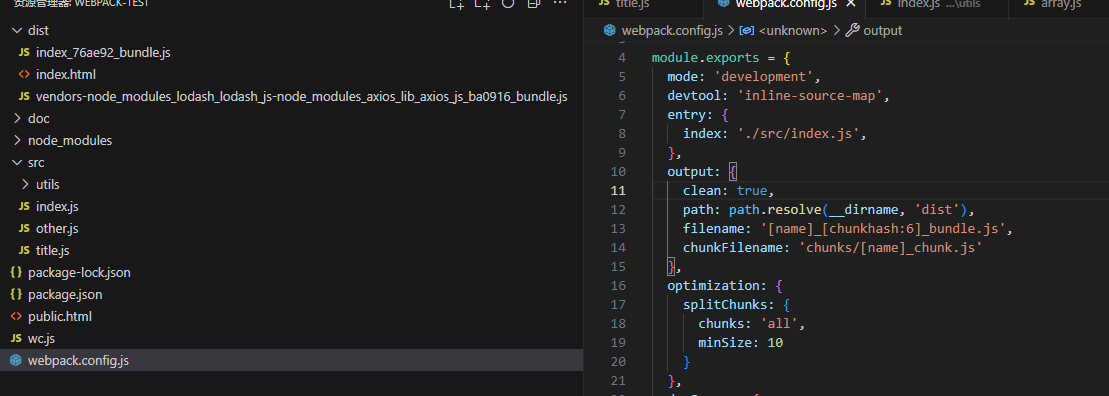 资源管理器: WEBPACK-TEST
dist
JS index_76ae92_bundle.js
<> index.html
JS vendors-node_modules_lodash_lodash_js-node_modules_axios_lib_axios_js_ba0916_bundle.js
doc
node_modules
src
utils
JS index.js
JS other.js
JS title.js
{} package-lock.json
{} package.json
<> public.html
JS wc.js
webpack.config.js
title.js
webpack.config.js
index.js ...\utils
array.js
webpack.config.js > <unknown> > output
4 module.exports = {
5 mode: 'development',
6 devtool: 'inline-source-map',
7 entry: {
8 index: './src/index.js',
9 },
10 output: {
11 clean: true,
12 path: path.resolve(__dirname, 'dist'),
13 filename: '[name]_[chunkhash:6]_bundle.js',
14 chunkFilename: 'chunks/[name]_chunk.js'
15 },
16 optimization: {
17 splitChunks: {
18 chunks: 'all',
19 minSize: 10
20 }
21 },